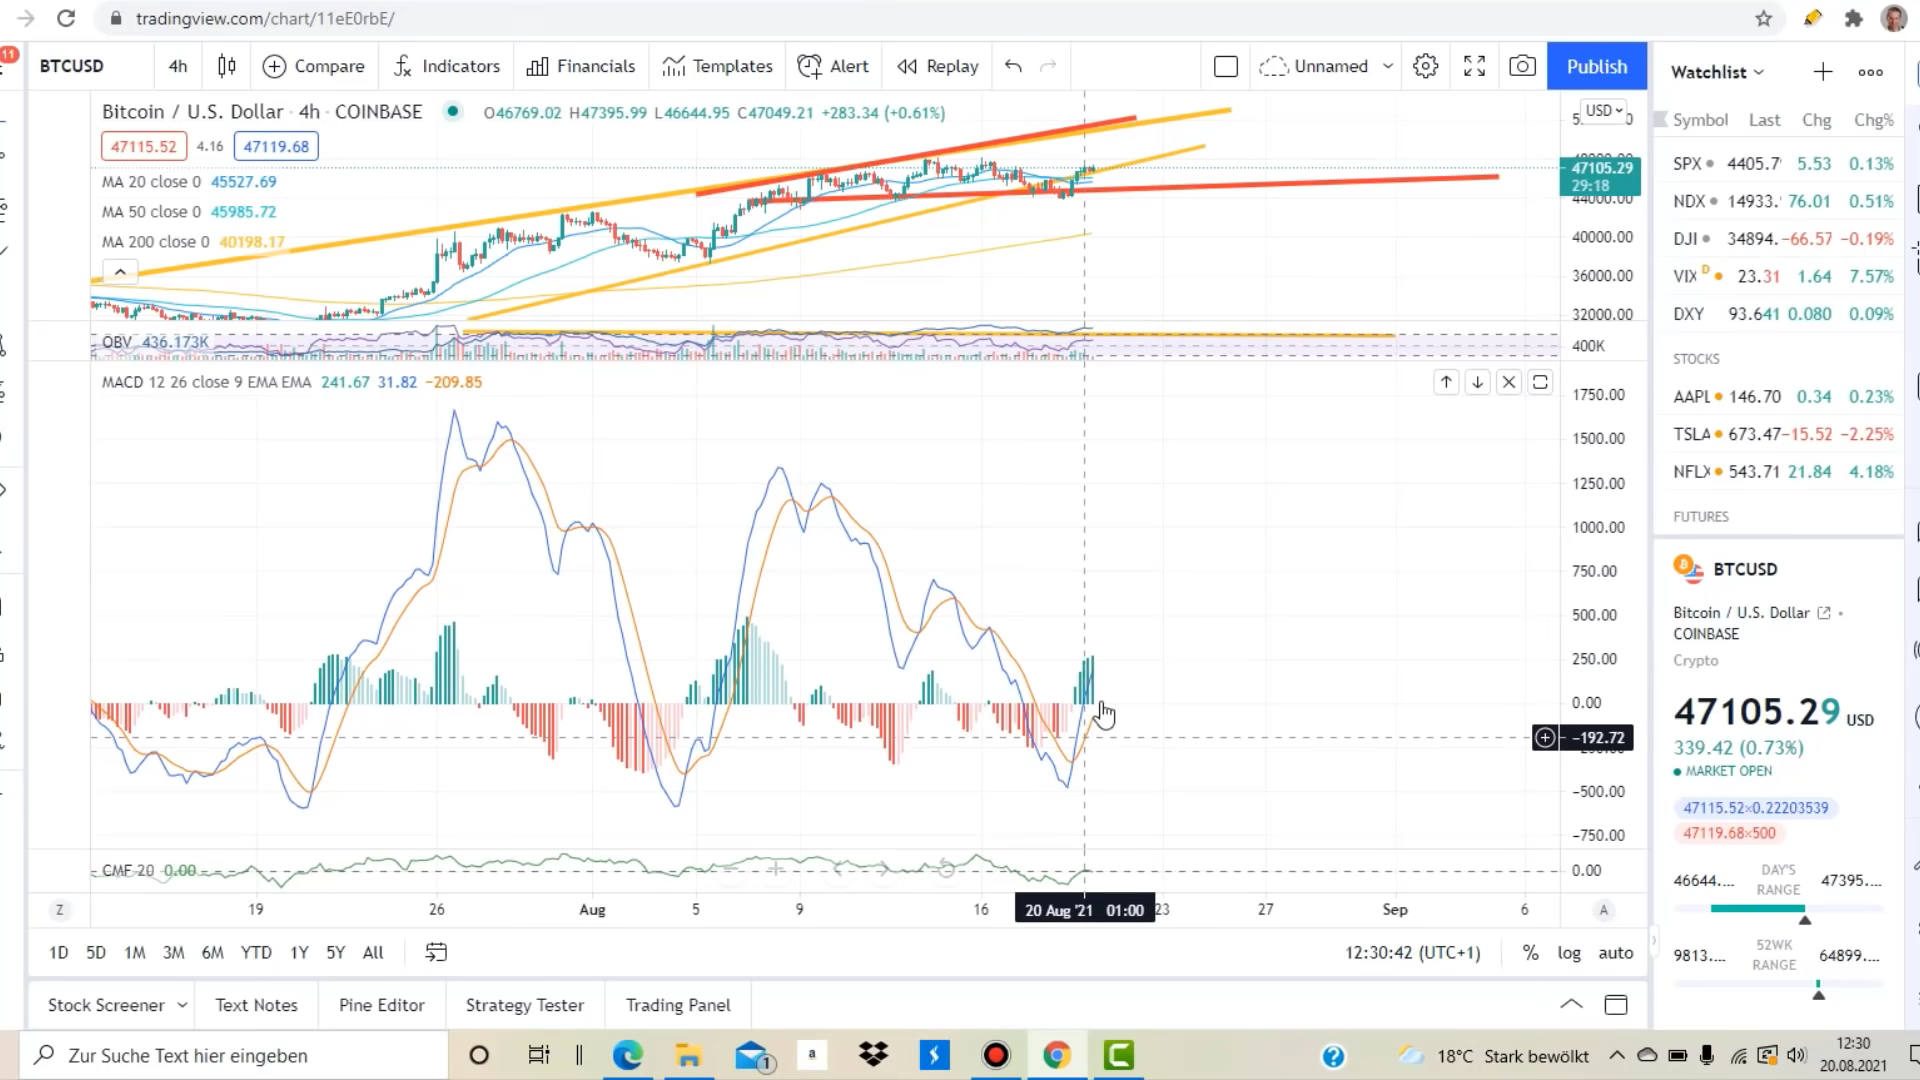 tradingview.com/chart/11eE0rbE/
11
BTCUSD
4h
Compare
Indicators
Financials
Templates
Alert
Replay
Unnamed
Publish
Bitcoin / U.S. Dollar · 4h · COINBASE
O46769.02 H47395.99 L46644.95 C47049.21 +283.34 (+0.61%)
47115.52 4.16 47119.68
MA 20 close 0 45527.69
MA 50 close 0 45985.72
MA 200 close 0 40198.17
USD
47105.29
29:18
44000.00
40000.00
36000.00
32000.00
OBV 436.173K
400K
MACD 12 26 close 9 EMA EMA 241.67 31.82 −209.85
1750.00
1500.00
1250.00
1000.00
750.00
500.00
250.00
0.00
−192.72
−500.00
−750.00
CMF 20 0.00
0.00
Z
19
26
Aug
5
9
16
20 Aug '21 01:00
23
27
Sep
6
A
1D 5D 1M 3M 6M YTD 1Y 5Y All
12:30:42 (UTC+1)
% log auto
Stock Screener
Text Notes
Pine Editor
Strategy Tester
Trading Panel
Watchlist
Symbol Last Chg Chg%
SPX 4405.7 5.53 0.13%
NDX 14933. 76.01 0.51%
DJI 34894. −66.57 −0.19%
VIX D 23.31 1.64 7.57%
DXY 93.641 0.080 0.09%
STOCKS
AAPL 146.70 0.34 0.23%
TSLA 673.47 −15.52 −2.25%
NFLX 543.71 21.84 4.18%
FUTURES
BTCUSD
Bitcoin / U.S. Dollar
COINBASE
Crypto
47105.29 USD
339.42 (0.73%)
MARKET OPEN
47115.52×0.22203539
47119.68×500
46644.... DAY'S RANGE 47395....
9813.... 52WK RANGE 64899....
Zur Suche Text hier eingeben
1
a
18°C Stark bewölkt
12:30
20.08.2021